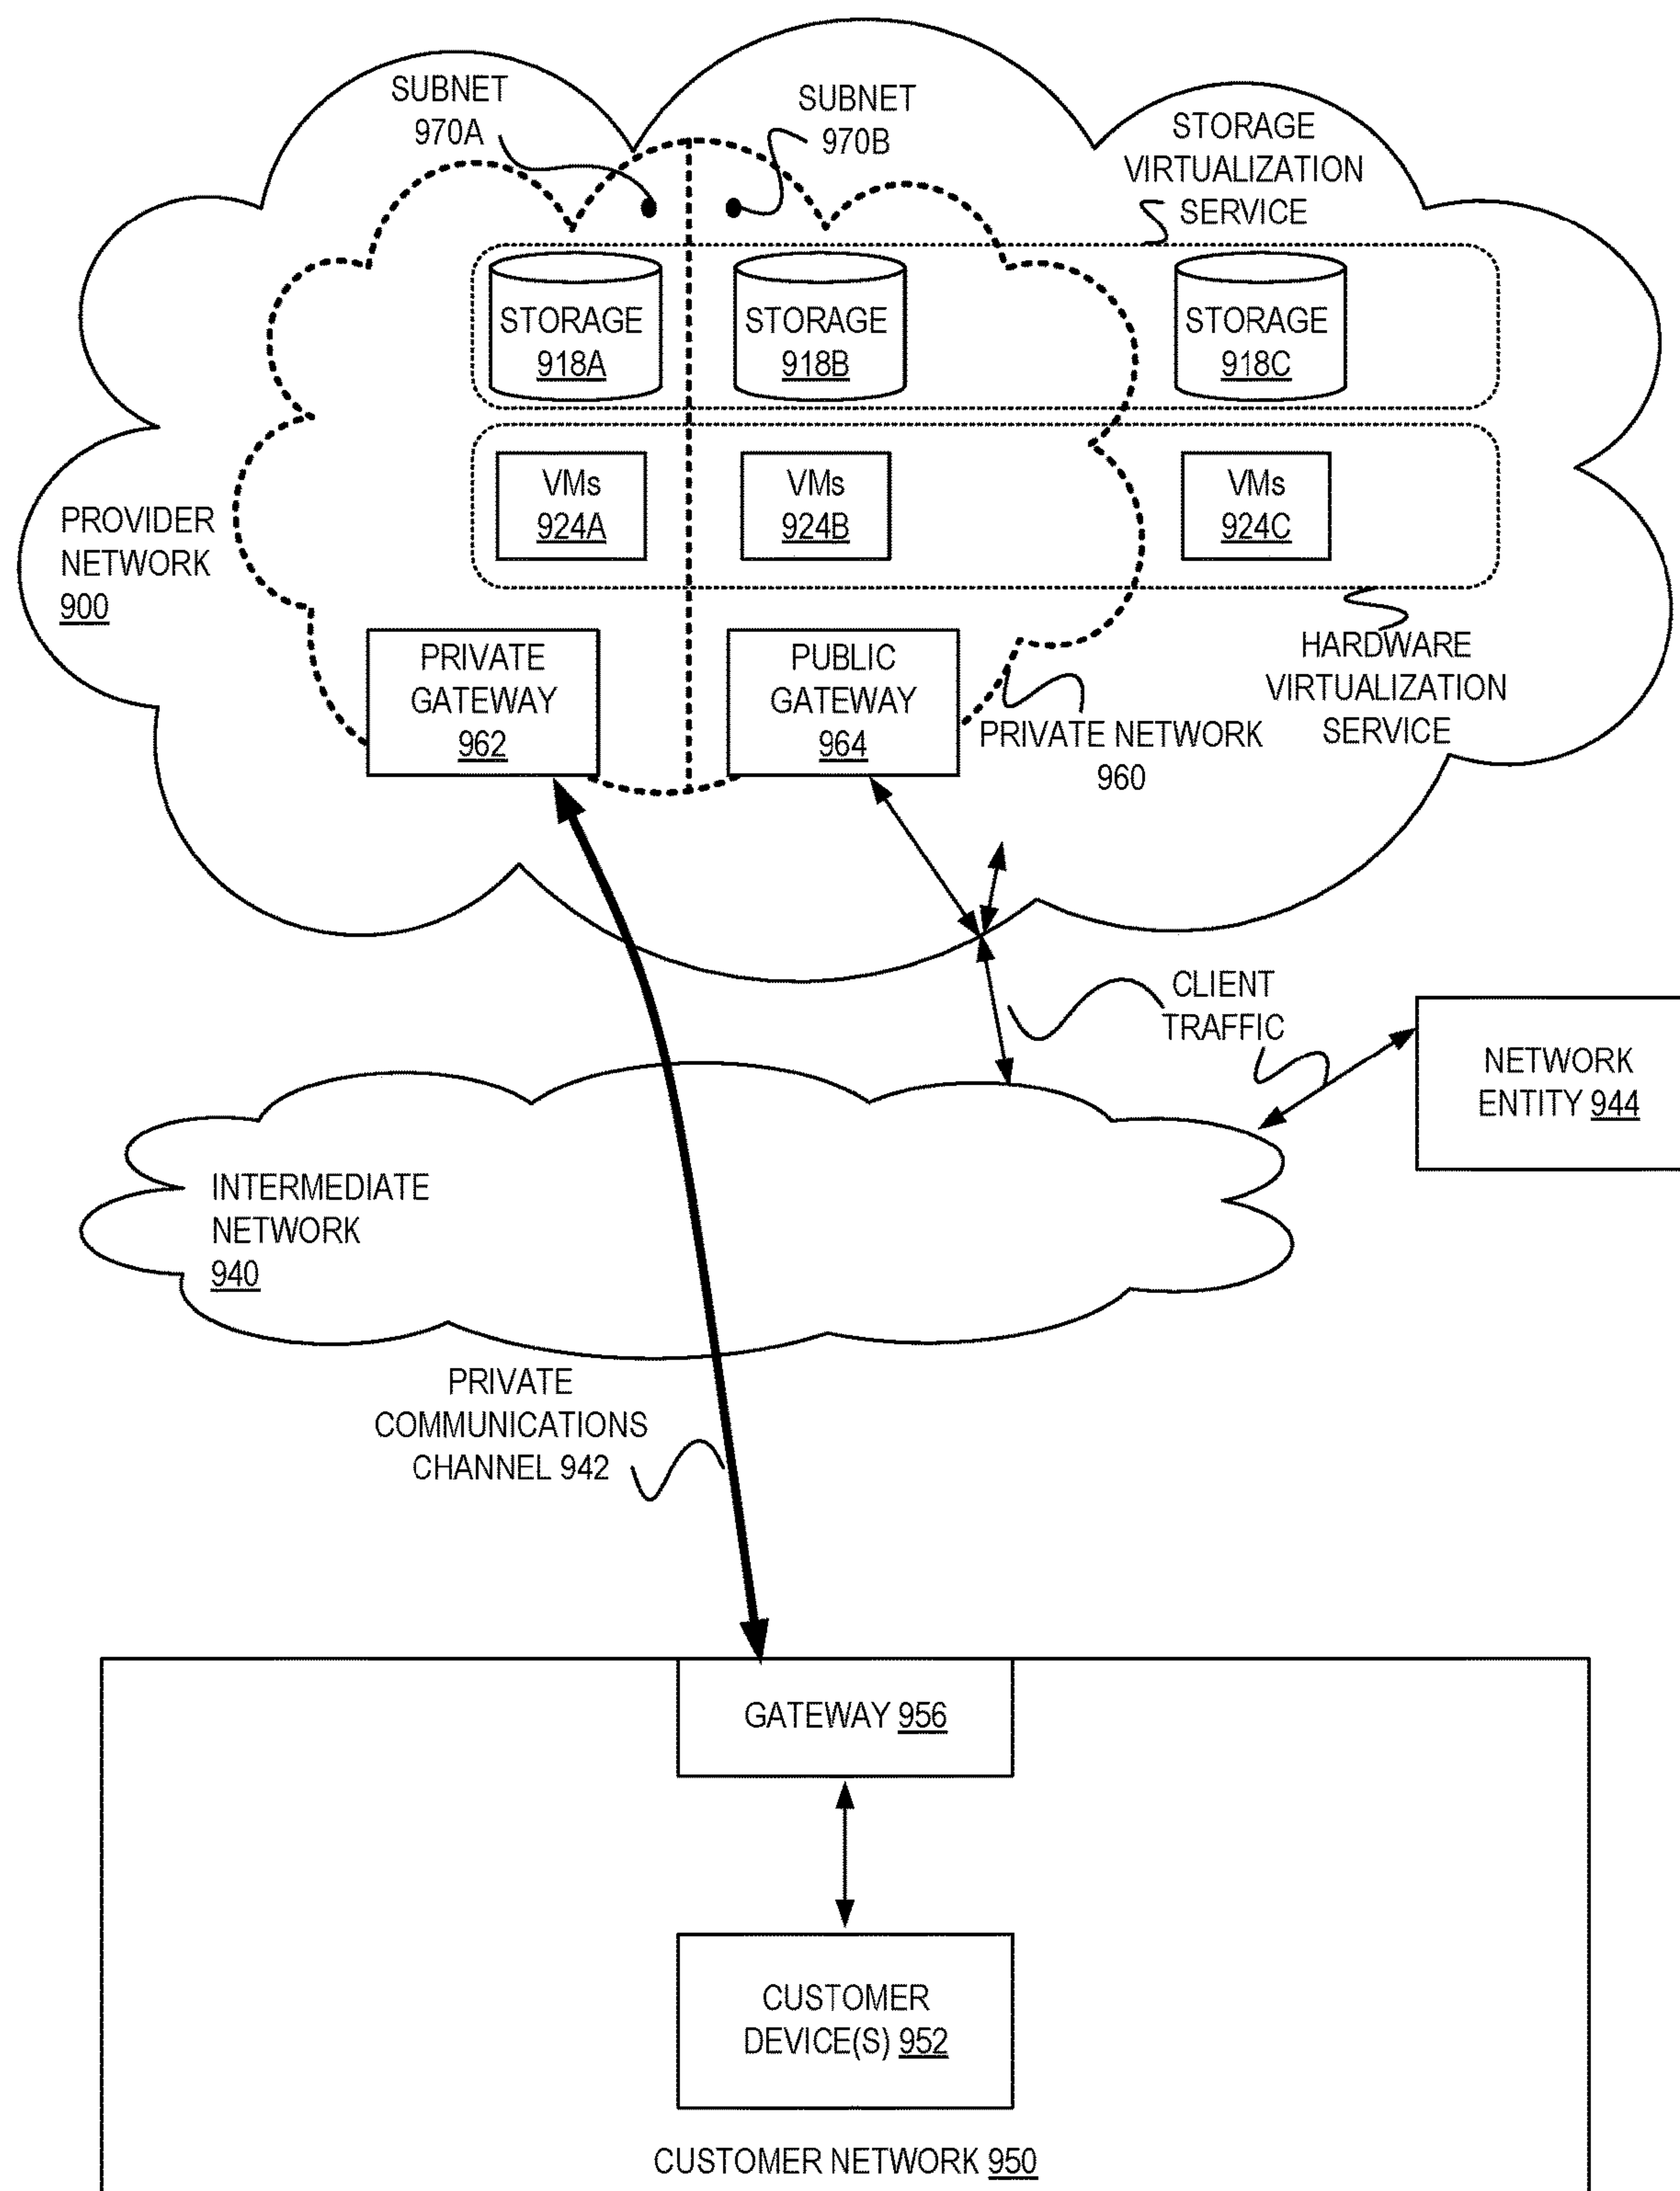 SUBNET
970A
SUBNET
970B
STORAGE
VIRTUALIZATION
SERVICE
STORAGE
918A
STORAGE
918B
STORAGE
918C
VMs
924A
VMs
924B
VMs
924C
PROVIDER
NETWORK
900
PRIVATE
GATEWAY
962
PUBLIC
GATEWAY
964
PRIVATE NETWORK
960
HARDWARE
VIRTUALIZATION
SERVICE
CLIENT
TRAFFIC
NETWORK
ENTITY 944
INTERMEDIATE
NETWORK
940
PRIVATE
COMMUNICATIONS
CHANNEL 942
GATEWAY 956
CUSTOMER
DEVICE(S) 952
CUSTOMER NETWORK 950